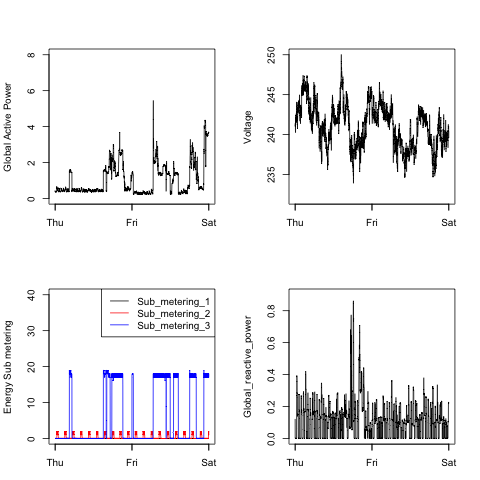 Global Active Power
0 2 4 6 8
Thu Fri Sat
Voltage
235 240 245 250
Thu Fri Sat
Energy Sub metering
0 10 20 30 40
Sub_metering_1
Sub_metering_2
Sub_metering_3
Thu Fri Sat
Global_reactive_power
0.0 0.2 0.4 0.6 0.8
Thu Fri Sat